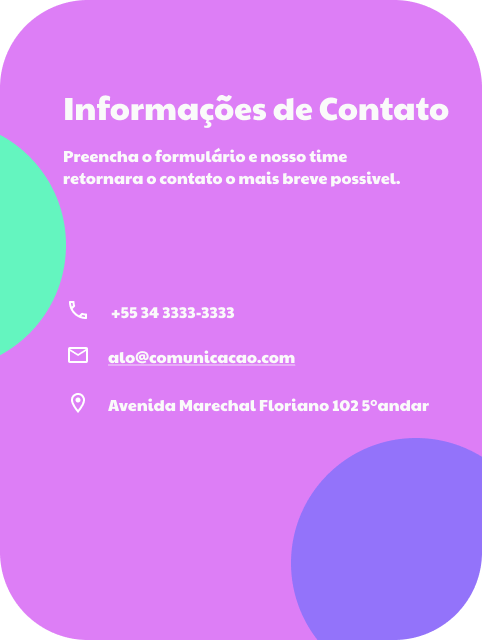 Informações de Contato
Preencha o formulário e nosso time
retornara o contato o mais breve possivel.
+55 34 3333-3333
alo@comunicacao.com
Avenida Marechal Floriano 102 5°andar